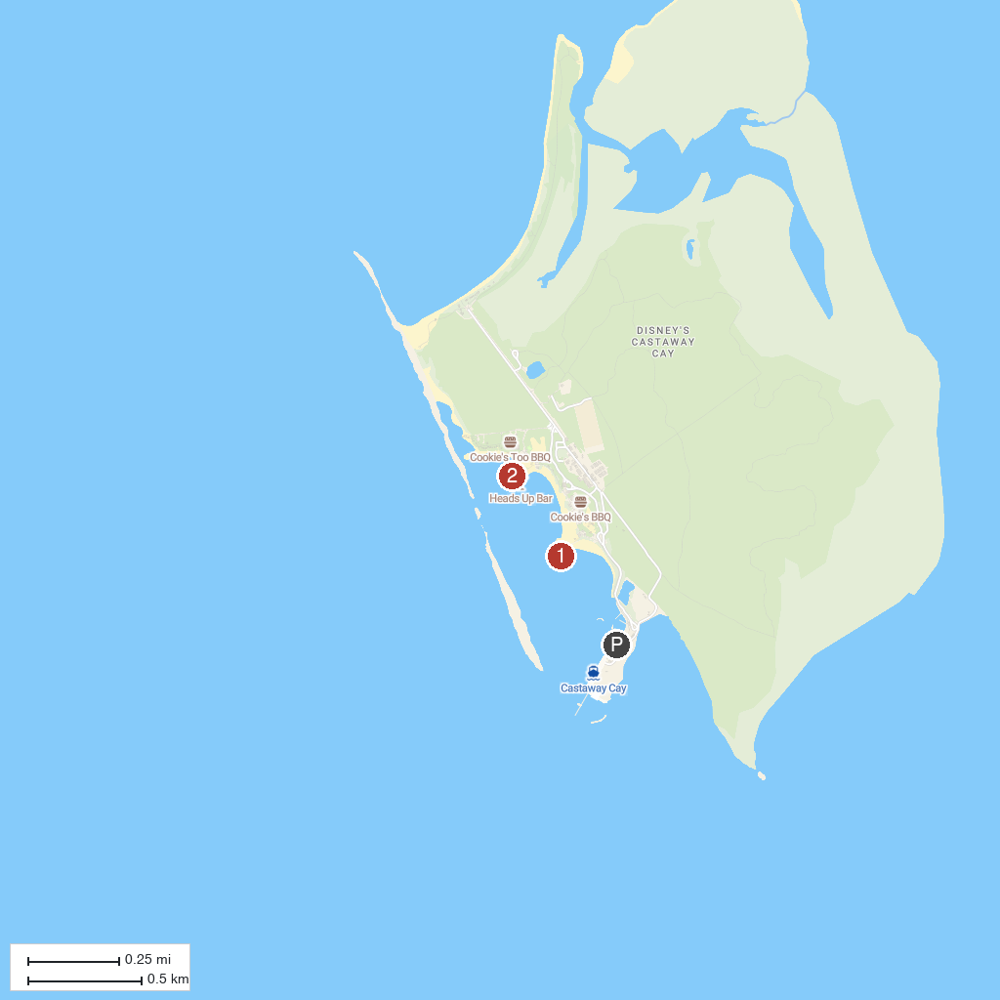 DISNEY'S
CASTAWAY
CAY
Cookie's Too BBQ
2
Heads Up Bar
Cookie's BBQ
1
P
Castaway Cay
0.25 mi
0.5 km